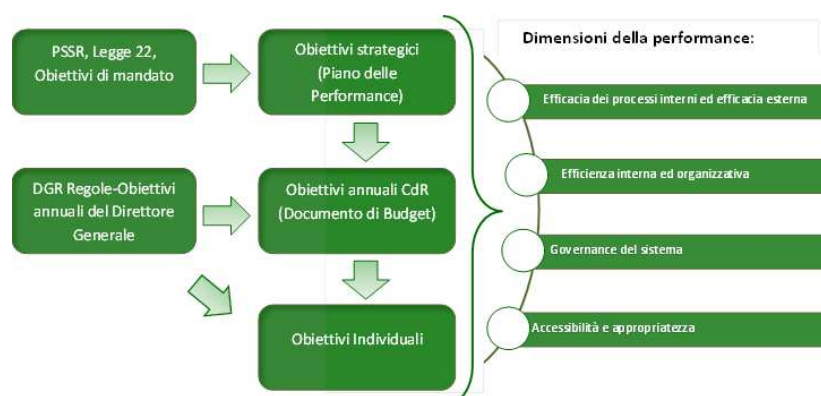 PSSR, Legge 22,
Obiettivi di mandato
Obiettivi strategici
(Piano delle
Performance)
DGR Regole-Obiettivi
annuali del Direttore
Generale
Obiettivi annuali CdR
(Documento di Budget)
Obiettivi Individuali
Dimensioni della performance:
Efficacia dei processi interni ed efficacia esterna
Efficienza interna ed organizzativa
Governance del sistema
Accessibilità e appropriatezza